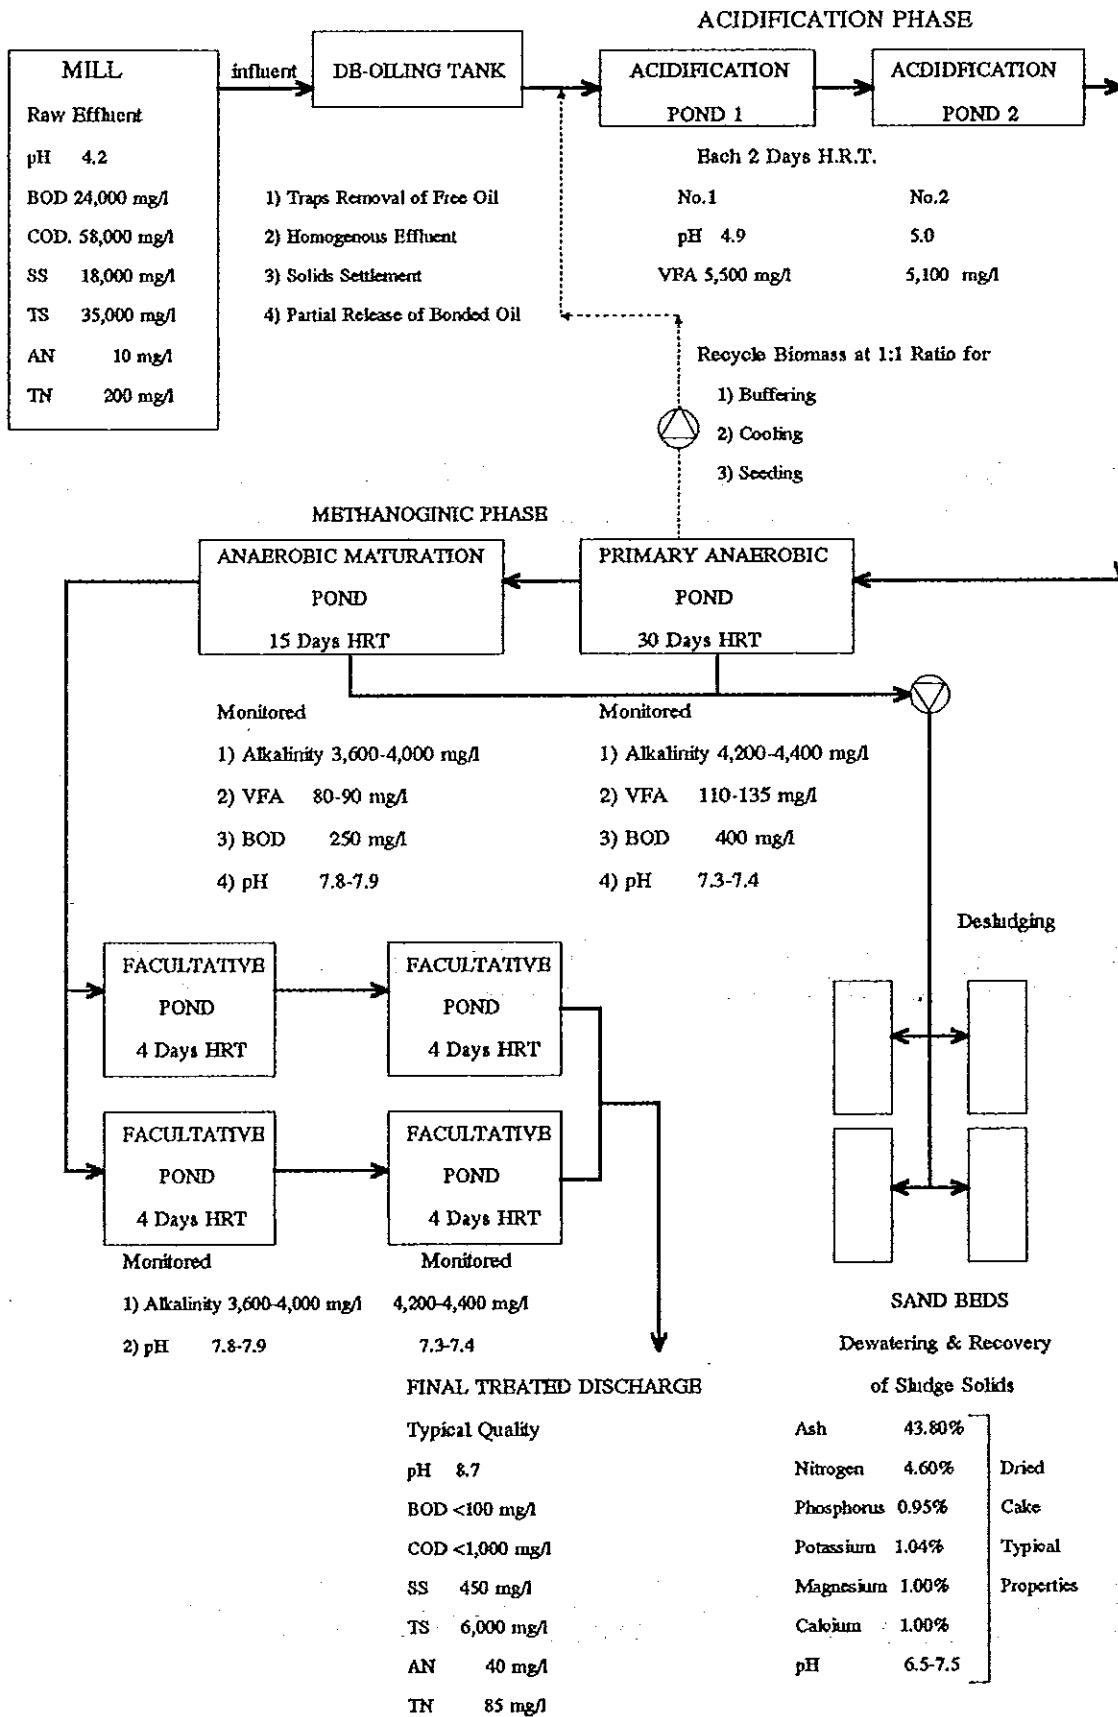 ACIDIFICATION PHASE
MILL
Raw Effluent
pH 4.2
BOD 24,000 mg/l
COD. 58,000 mg/l
SS 18,000 mg/l
TS 35,000 mg/l
AN 10 mg/l
TN 200 mg/l
influent
DE-OILING TANK
1) Traps Removal of Free Oil
2) Homogenous Effluent
3) Solids Settlement
4) Partial Release of Bonded Oil
ACIDIFICATION
POND 1
ACDIDFICATION
POND 2
Each 2 Days H.R.T.
No.1 No.2
pH 4.9 5.0
VFA 5,500 mg/l 5,100 mg/l
Recycle Biomass at 1:1 Ratio for
1) Buffering
2) Cooling
3) Seeding
METHANOGINIC PHASE
ANAEROBIC MATURATION
POND
15 Days HRT
PRIMARY ANAEROBIC
POND
30 Days HRT
Monitored
1) Alkalinity 3,600-4,000 mg/l
2) VFA 80-90 mg/l
3) BOD 250 mg/l
4) pH 7.8-7.9
Monitored
1) Alkalinity 4,200-4,400 mg/l
2) VFA 110-135 mg/l
3) BOD 400 mg/l
4) pH 7.3-7.4
Desludging
FACULTATIVE
POND
4 Days HRT
FACULTATIVE
POND
4 Days HRT
FACULTATIVE
POND
4 Days HRT
FACULTATIVE
POND
4 Days HRT
Monitored Monitored
1) Alkalinity 3,600-4,000 mg/l 4,200-4,400 mg/l
2) pH 7.8-7.9 7.3-7.4
FINAL TREATED DISCHARGE
Typical Quality
pH 8.7
BOD <100 mg/l
COD <1,000 mg/l
SS 450 mg/l
TS 6,000 mg/l
AN 40 mg/l
TN 85 mg/l
SAND BEDS
Dewatering & Recovery
of Sludge Solids
Ash 43.80%
Nitrogen 4.60% Dried
Phosphorus 0.95% Cake
Potassium 1.04% Typical
Magnesium 1.00% Properties
Calcium 1.00%
pH 6.5-7.5